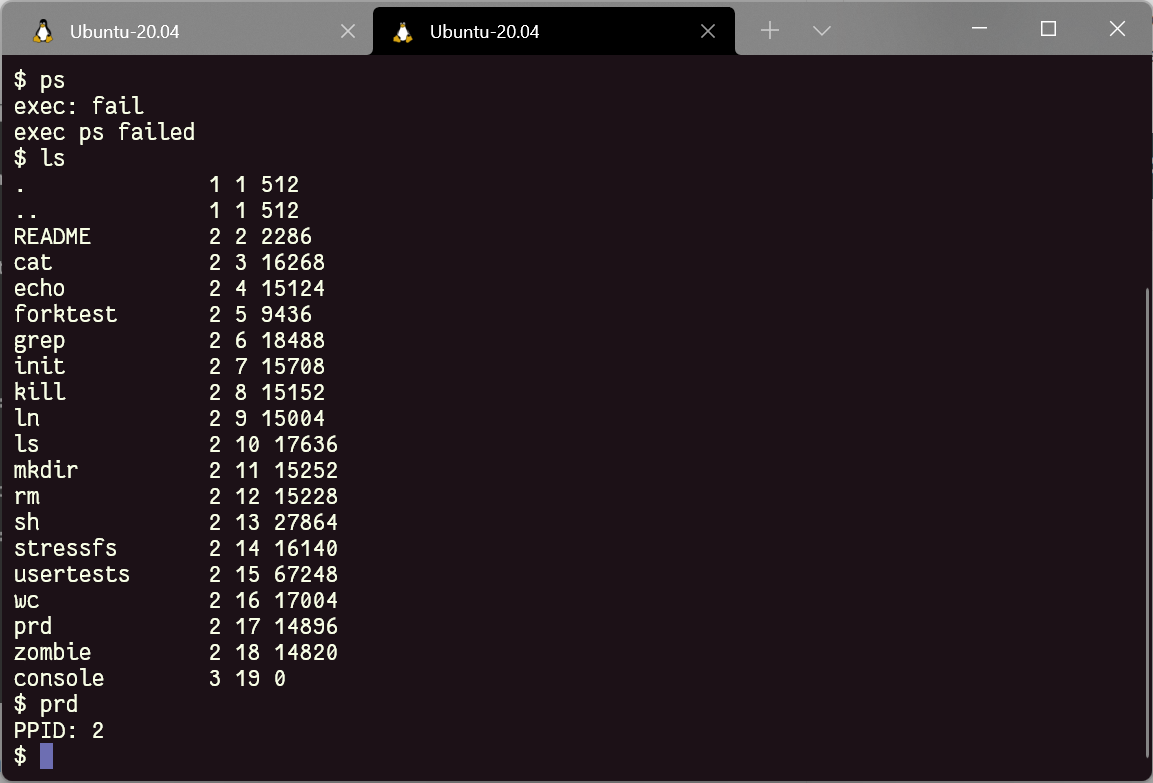 Ubuntu-20.04 Ubuntu-20.04
$ ps
exec: fail
exec ps failed
$ ls
. 1 1 512
.. 1 1 512
README 2 2 2286
cat 2 3 16268
echo 2 4 15124
forktest 2 5 9436
grep 2 6 18488
init 2 7 15708
kill 2 8 15152
ln 2 9 15004
ls 2 10 17636
mkdir 2 11 15252
rm 2 12 15228
sh 2 13 27864
stressfs 2 14 16140
usertests 2 15 67248
wc 2 16 17004
prd 2 17 14896
zombie 2 18 14820
console 3 19 0
$ prd
PPID: 2
$